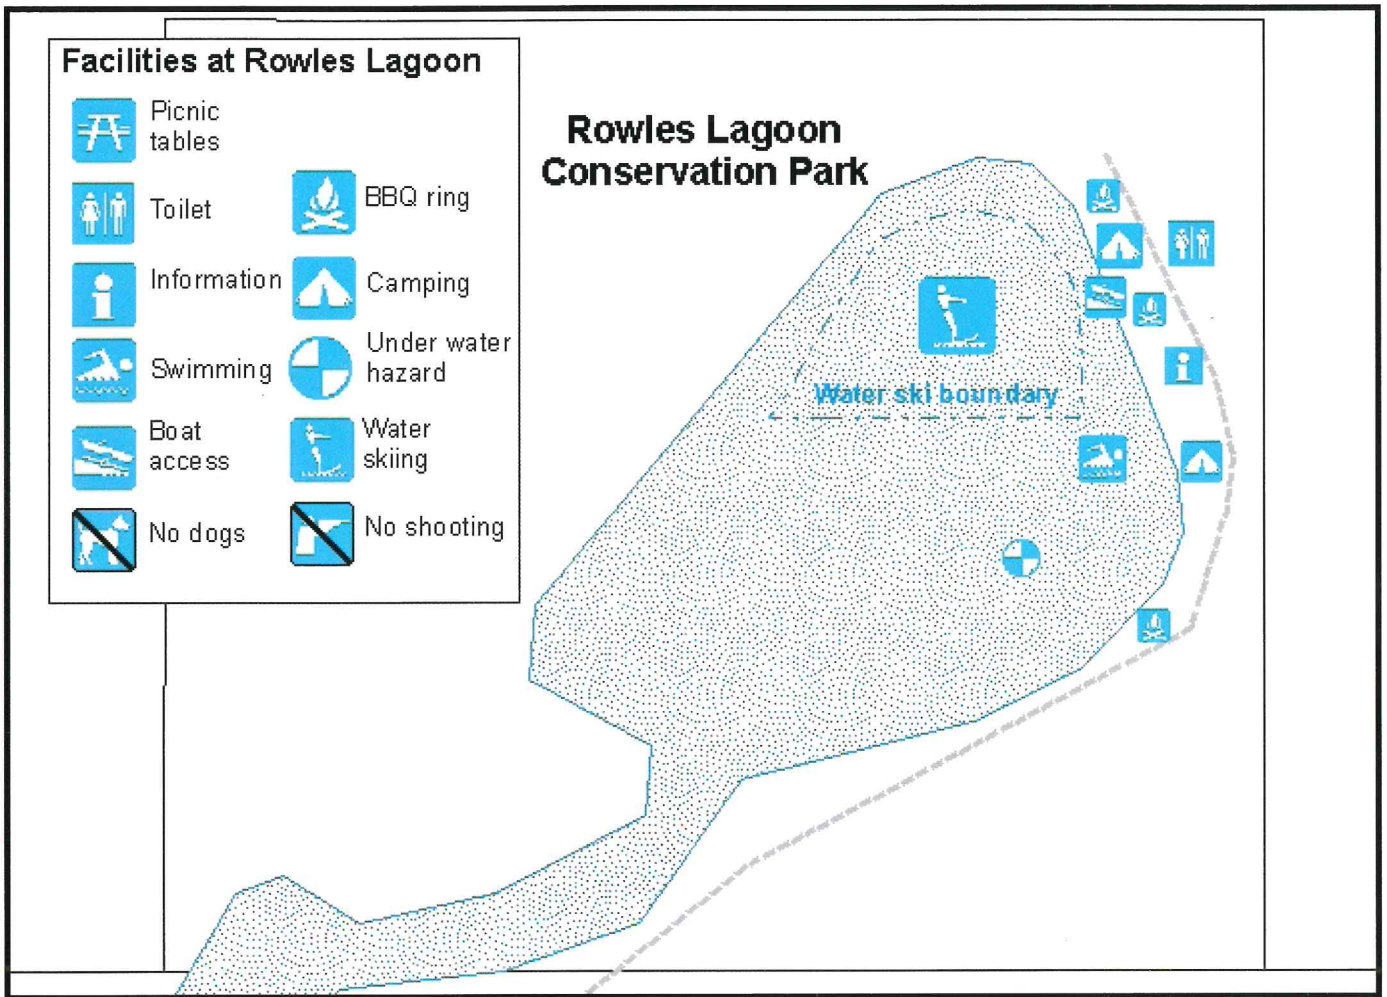 Facilities at Rowles Lagoon
Picnic
tables
Toilet
BBQ ring
Information
Camping
Swimming
Under water
hazard
Boat
access
Water
skiing
No dogs
No shooting
Rowles Lagoon
Conservation Park
Water ski boundary